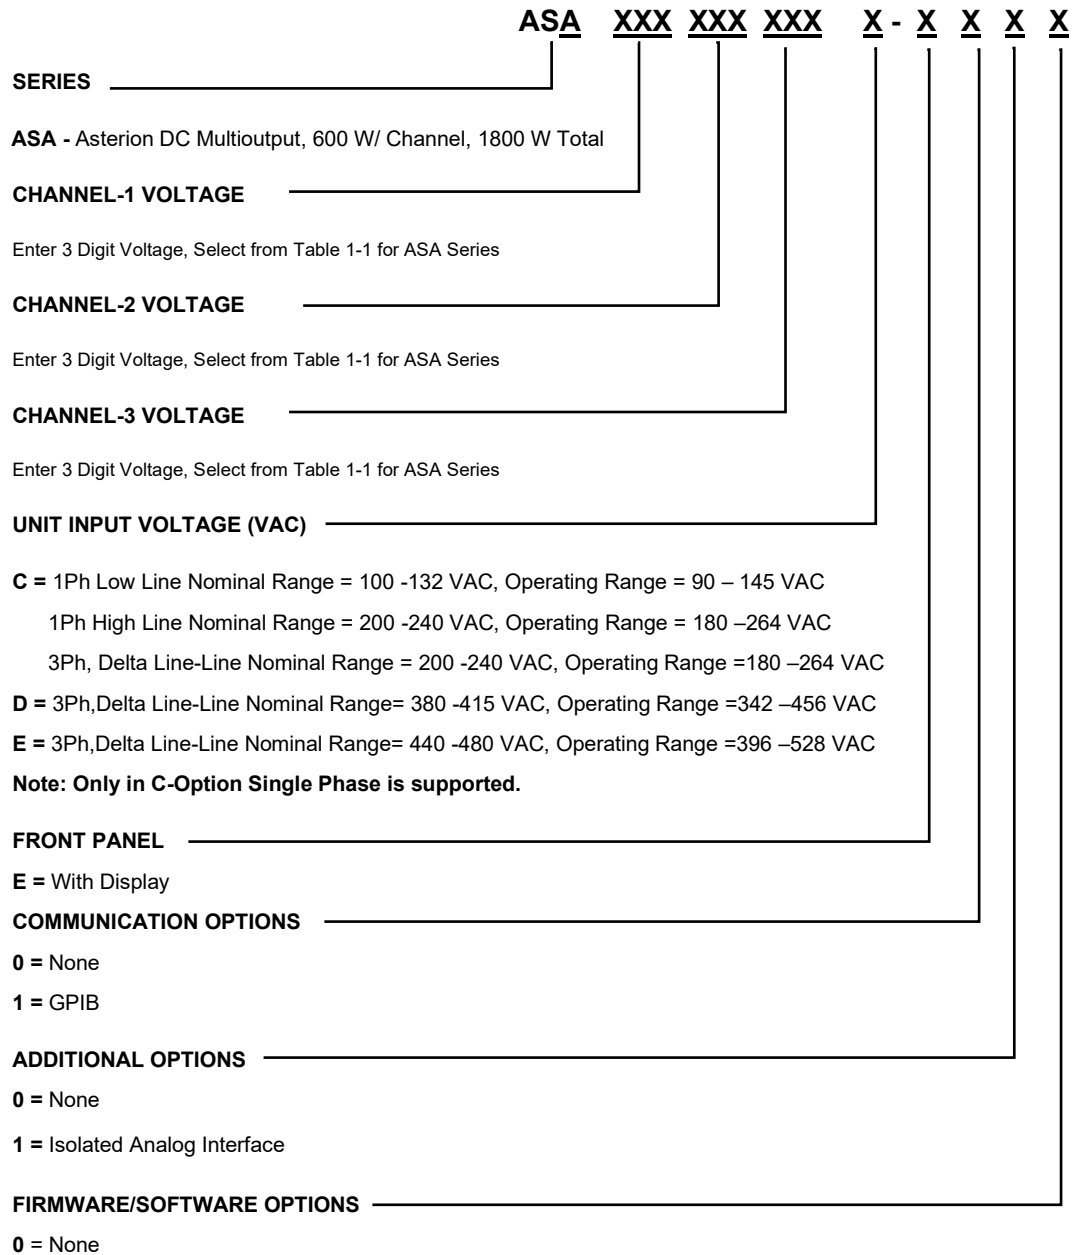 ASA XXX XXX XXX X - X X X X
SERIES
ASA - Asterion DC Multioutput, 600 W/ Channel, 1800 W Total
CHANNEL-1 VOLTAGE
Enter 3 Digit Voltage, Select from Table 1-1 for ASA Series
CHANNEL-2 VOLTAGE
Enter 3 Digit Voltage, Select from Table 1-1 for ASA Series
CHANNEL-3 VOLTAGE
Enter 3 Digit Voltage, Select from Table 1-1 for ASA Series
UNIT INPUT VOLTAGE (VAC)
C = 1Ph Low Line Nominal Range = 100 -132 VAC, Operating Range = 90 – 145 VAC
1Ph High Line Nominal Range = 200 -240 VAC, Operating Range = 180 –264 VAC
3Ph, Delta Line-Line Nominal Range = 200 -240 VAC, Operating Range =180 –264 VAC
D = 3Ph,Delta Line-Line Nominal Range= 380 -415 VAC, Operating Range =342 –456 VAC
E = 3Ph,Delta Line-Line Nominal Range= 440 -480 VAC, Operating Range =396 –528 VAC
Note: Only in C-Option Single Phase is supported.
FRONT PANEL
E = With Display
COMMUNICATION OPTIONS
0 = None
1 = GPIB
ADDITIONAL OPTIONS
0 = None
1 = Isolated Analog Interface
FIRMWARE/SOFTWARE OPTIONS
0 = None